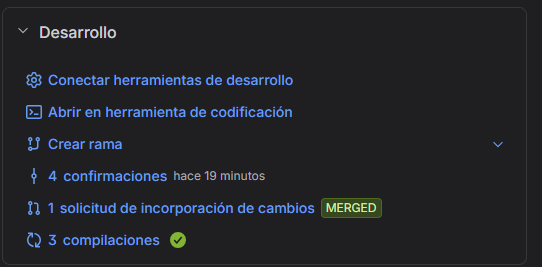 Desarrollo
Conectar herramientas de desarrollo
Abrir en herramienta de codificación
Crear rama
4 confirmaciones hace 19 minutos
1 solicitud de incorporación de cambios MERGED
3 compilaciones